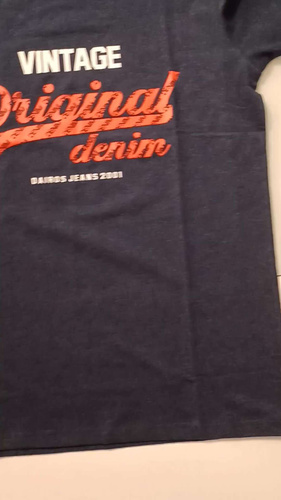 VINTAGE
Original
denim
DAIROS JEANS 2001